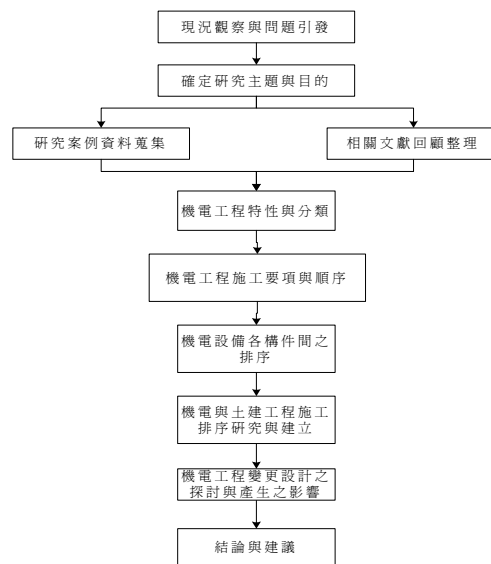 現況觀察與問題引發
確定研究主題與目的
研究案例資料蒐集
相關文獻回顧整理
機電工程特性與分類
機電工程施工要項與順序
機電設備各構件間之
排序
機電與土建工程施工
排序研究與建立
機電工程變更設計之
探討與產生之影響
結論與建議